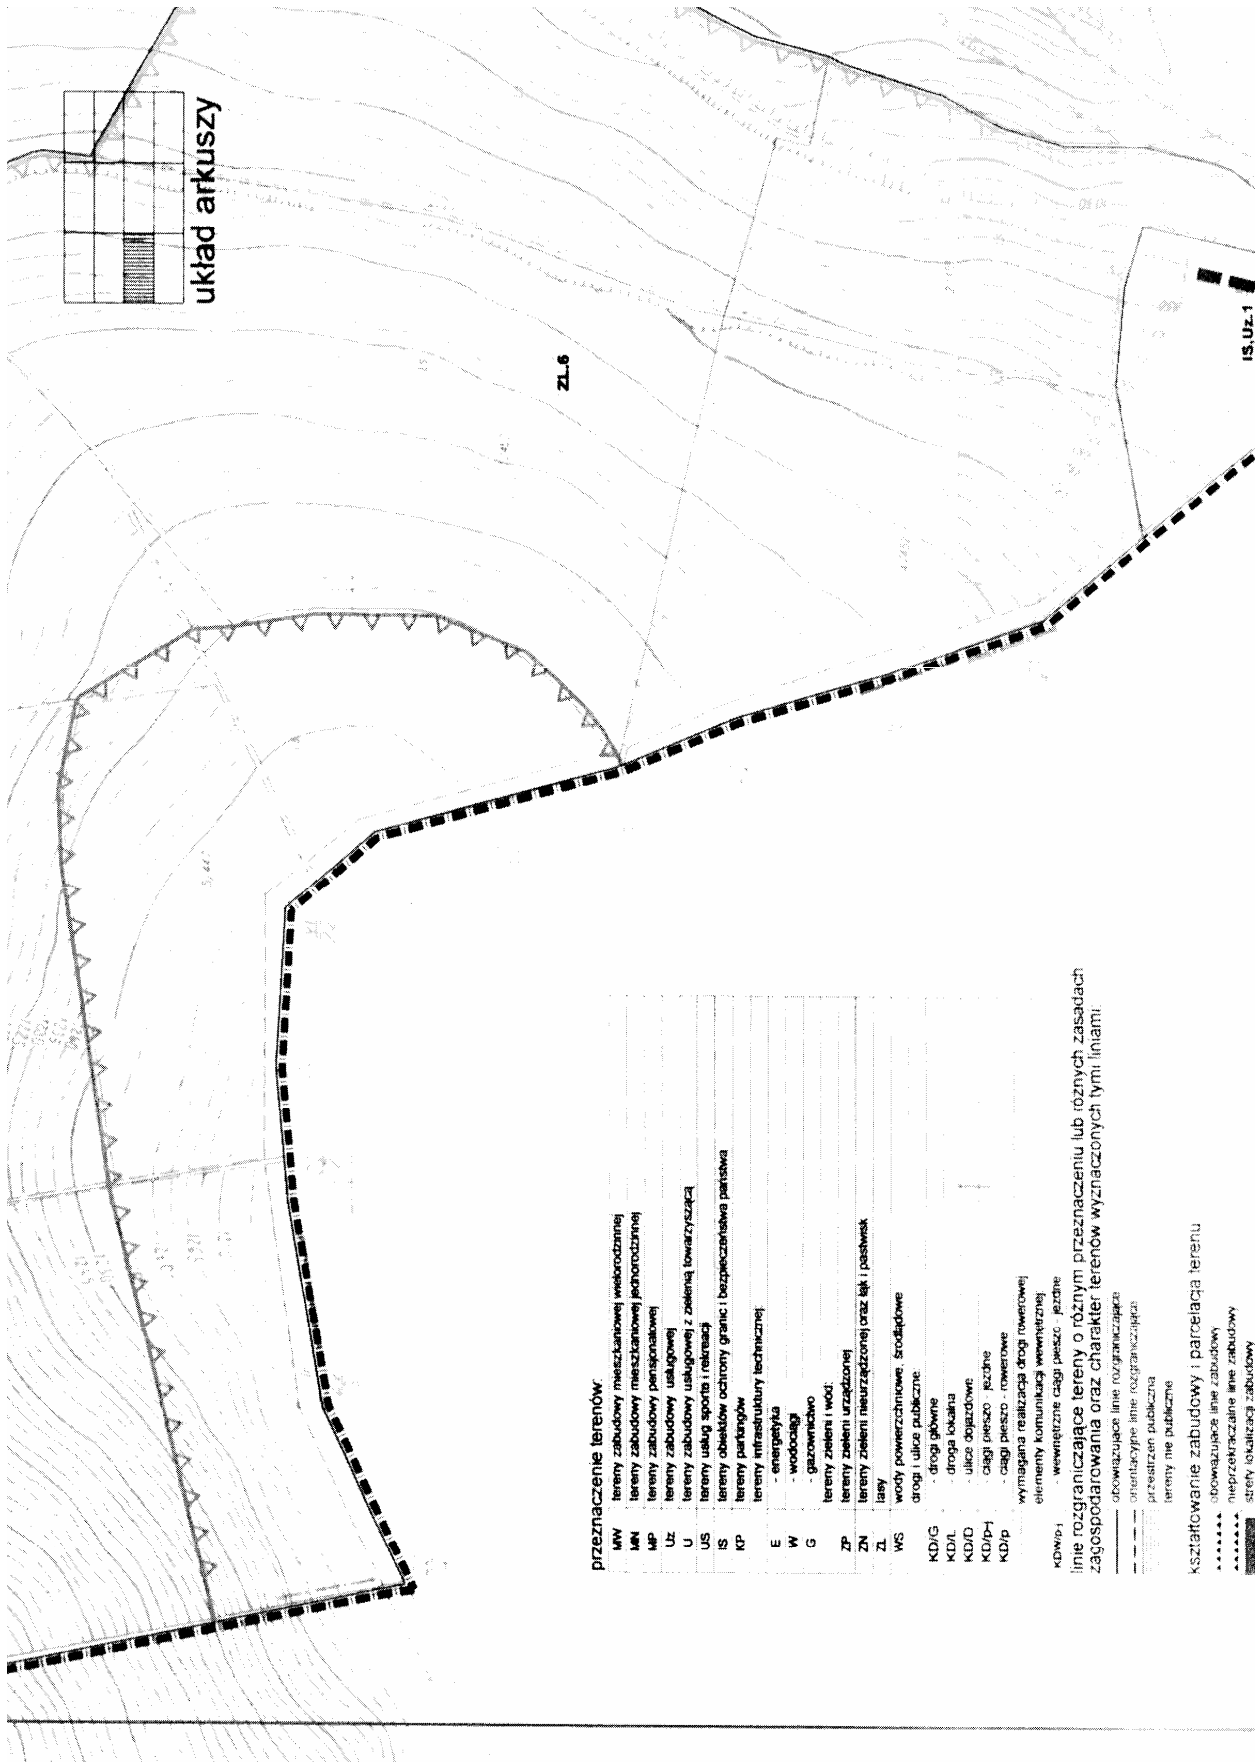 układ arkuszy
ZL.6
IS,Uz.1
przeznaczenie terenów:
MW tereny zabudowy mieszkaniowej wielorodzinnej
MN tereny zabudowy mieszkaniowej jednorodzinnej
MP tereny zabudowy pensjonatowej
Uz tereny zabudowy usługowej
U tereny zabudowy usługowej z zielenią towarzyszącą
US tereny usług sportu i rekreacji
IS tereny obiektów ochrony granic i bezpieczeństwa państwa
KP tereny parkingów
tereny infrastruktury technicznej:
E - energetyka
W - wodociągi
G - gazownictwo
tereny zieleni i wód:
ZP tereny zieleni urządzonej
ZN tereny zieleni nieurządzonej oraz łąk i pastwisk
ZL lasy
WS wody powierzchniowe, śródlądowe
drogi i ulice publiczne:
KD/G - drogi główne
KD/L - droga lokalna
KD/D - ulice dojazdowe
KD/p-j - ciągi pieszo - jezdne
KD/p - ciągi pieszo - rowerowe
wymagana realizacja drogi rowerowej
elementy komunikacji wewnętrznej
KDW/p-j - wewnętrzne ciągi pieszo - jezdne
linie rozgraniczające tereny o różnym przeznaczeniu lub różnych zasadach
zagospodarowania oraz charakter terenów wyznaczonych tymi liniami:
obowiązujące linie rozgraniczające
orientacyjne linie rozgraniczające
przestrzeń publiczna
tereny nie publiczne
kształtowanie zabudowy i parcelacja terenu
obowiązujące linie zabudowy
nieprzekraczalne linie zabudowy
strefy lokalizacji zabudowy